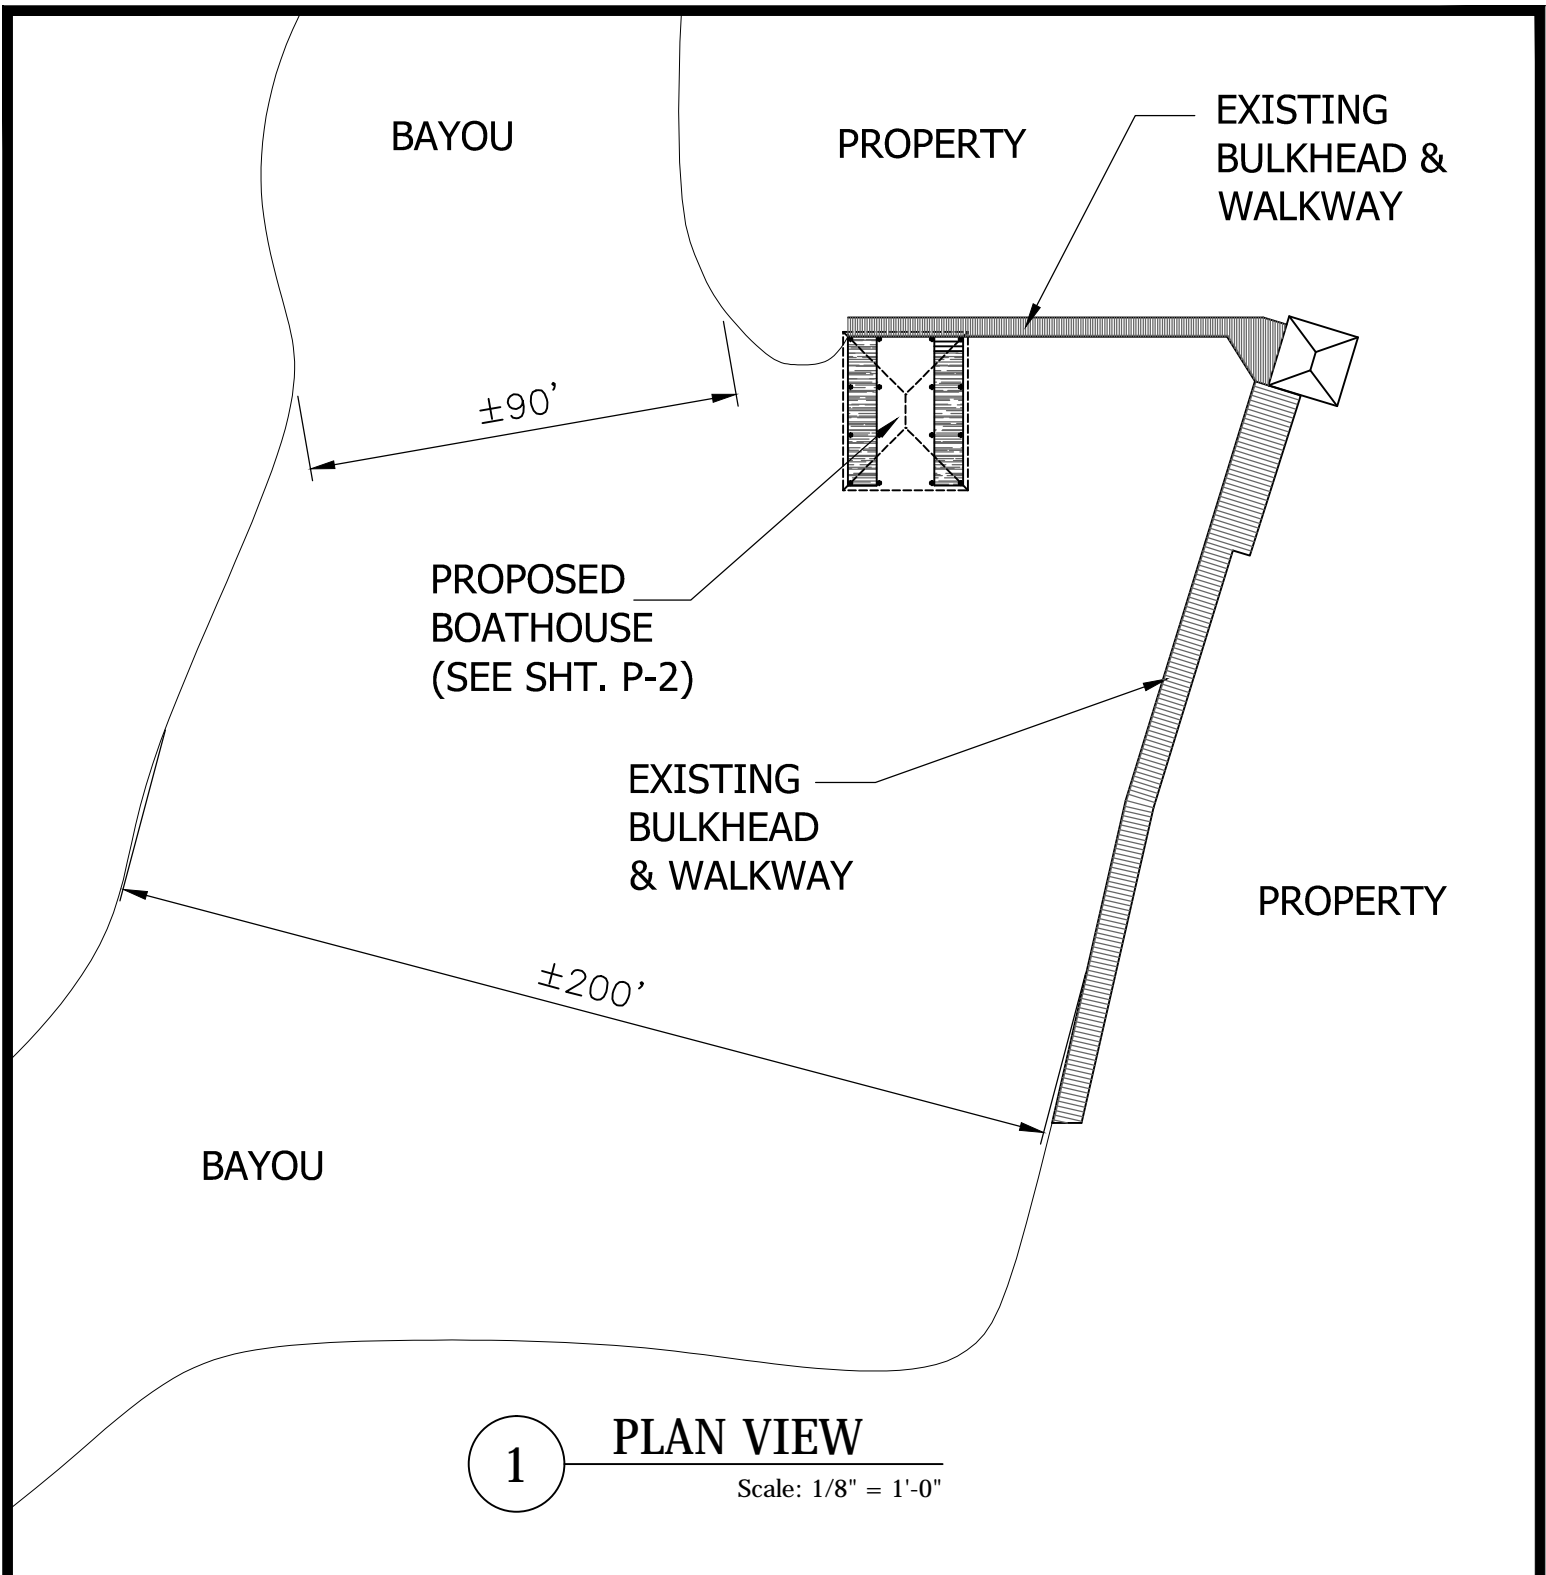 BAYOU
PROPERTY
EXISTING
BULKHEAD &
WALKWAY
±90’
PROPOSED
BOATHOUSE
(SEE SHT. P-2)
EXISTING
BULKHEAD
& WALKWAY
PROPERTY
±200’
BAYOU
1
PLAN VIEW
Scale: 1/8" = 1'-0"